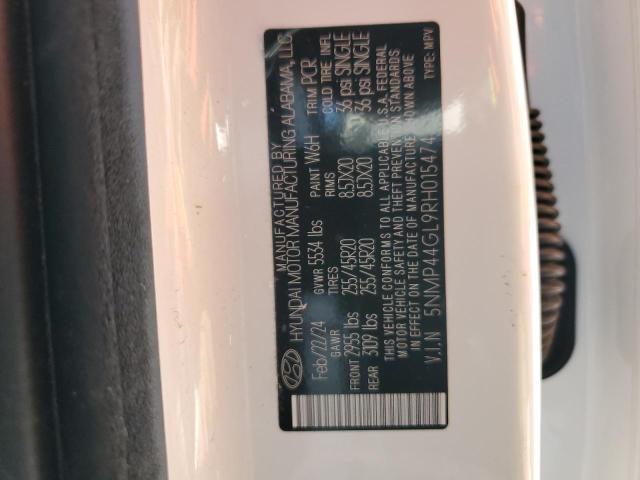 MANUFACTURED BY
HYUNDAI MOTOR MANUFACTURING ALABAMA, LLC
Feb/22/24 GVWR 5534 lbs PAINT W6H TRIM PCR
GAWR TIRES RIMS COLD TIRE INFL
FRONT 2955 lbs 255/45R20 8.5JX20 36 psi SINGLE
REAR 3109 lbs 255/45R20 8.5JX20 36 psi SINGLE
THIS VEHICLE CONFORMS TO ALL APPLICABLE U.S.A. FEDERAL
MOTOR VEHICLE SAFETY AND THEFT PREVENTION STANDARDS
IN EFFECT ON THE DATE OF MANUFACTURE SHOWN ABOVE
V.I.N 5NMP44GL9RH015474 TYPE: MPV